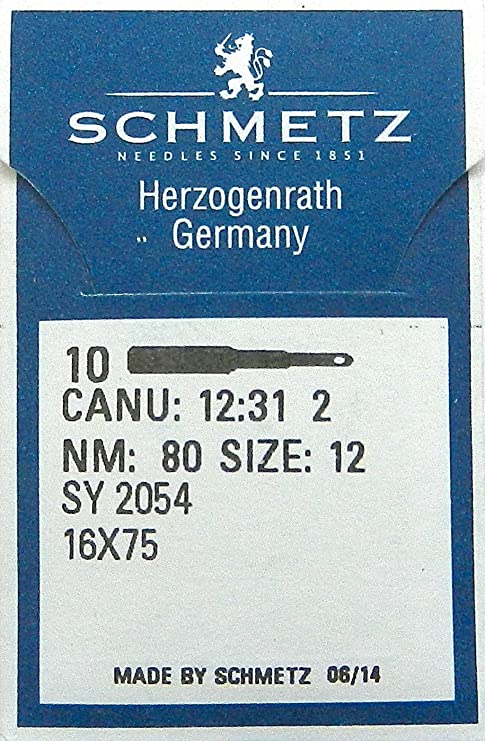 SCHMETZ
NEEDLES SINCE 1851
Herzogenrath
Germany
10
CANU: 12:31 2
NM: 80 SIZE: 12
SY 2054
16X75
MADE BY SCHMETZ 06/14